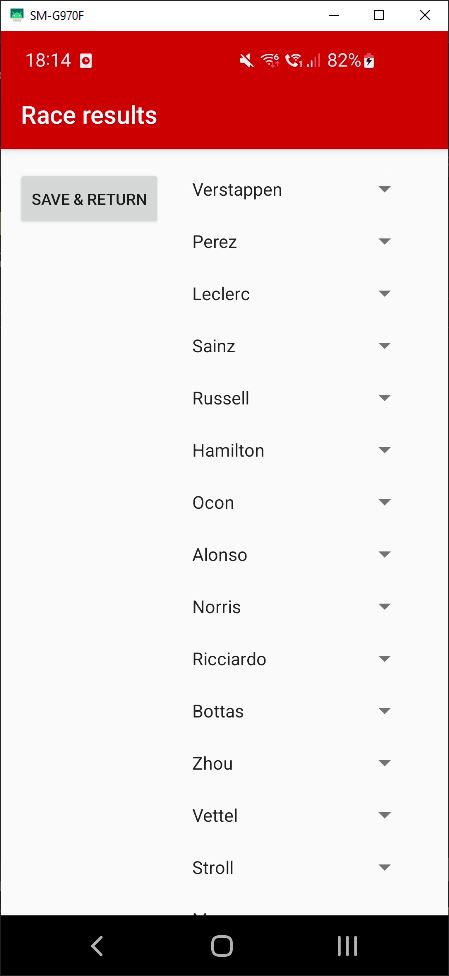 SM-G970F
18:14 82%
Race results
SAVE & RETURN
Verstappen
Perez
Leclerc
Sainz
Russell
Hamilton
Ocon
Alonso
Norris
Ricciardo
Bottas
Zhou
Vettel
Stroll